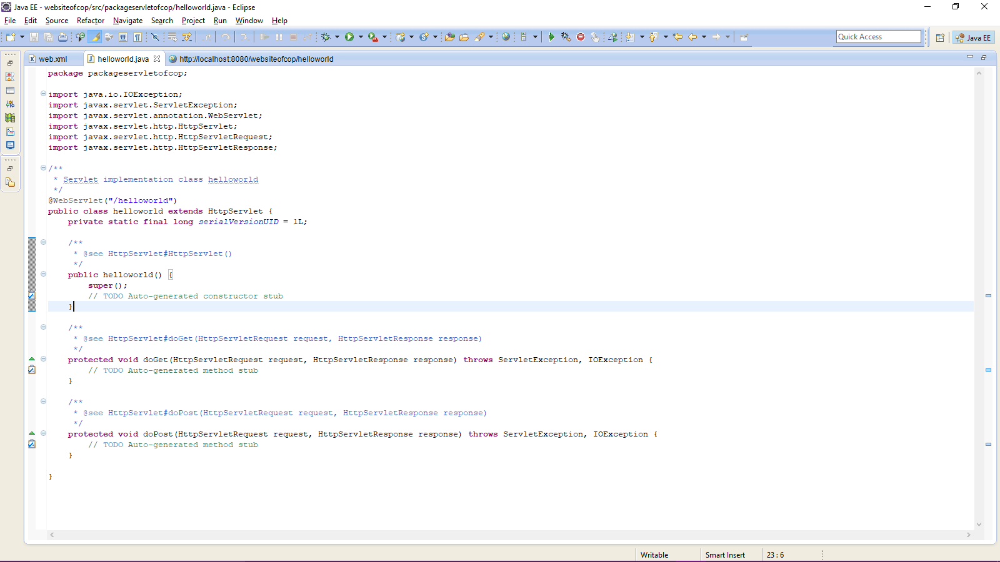 Java EE - websiteofcop/src/packageservletofcop/helloworld.java - Eclipse
File Edit Source Refactor Navigate Search Project Run Window Help
Quick Access
Java EE
web.xml
helloworld.java
http://localhost:8080/websiteofcop/helloworld
package packageservletofcop;
import java.io.IOException;
import javax.servlet.ServletException;
import javax.servlet.annotation.WebServlet;
import javax.servlet.http.HttpServlet;
import javax.servlet.http.HttpServletRequest;
import javax.servlet.http.HttpServletResponse;
/**
* Servlet implementation class helloworld
*/
@WebServlet("/helloworld")
public class helloworld extends HttpServlet {
private static final long serialVersionUID = 1L;
/**
* @see HttpServlet#HttpServlet()
*/
public helloworld() {
super();
// TODO Auto-generated constructor stub
}
/**
* @see HttpServlet#doGet(HttpServletRequest request, HttpServletResponse response)
*/
protected void doGet(HttpServletRequest request, HttpServletResponse response) throws ServletException, IOException {
// TODO Auto-generated method stub
}
/**
* @see HttpServlet#doPost(HttpServletRequest request, HttpServletResponse response)
*/
protected void doPost(HttpServletRequest request, HttpServletResponse response) throws ServletException, IOException {
// TODO Auto-generated method stub
}
}
Writable
Smart Insert
23 : 6